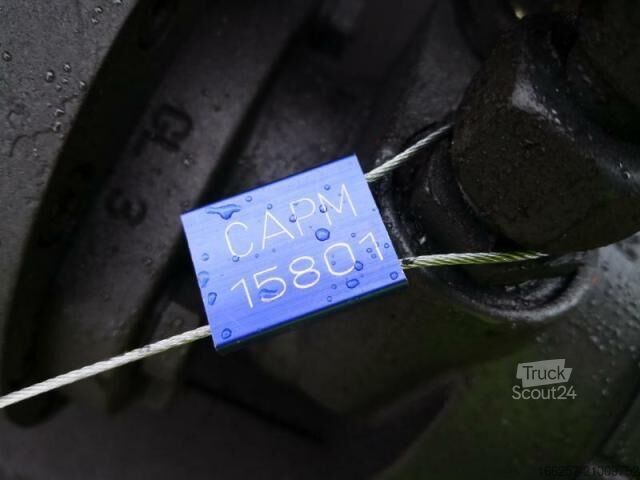 CAPM
15801
Truck
Scout24